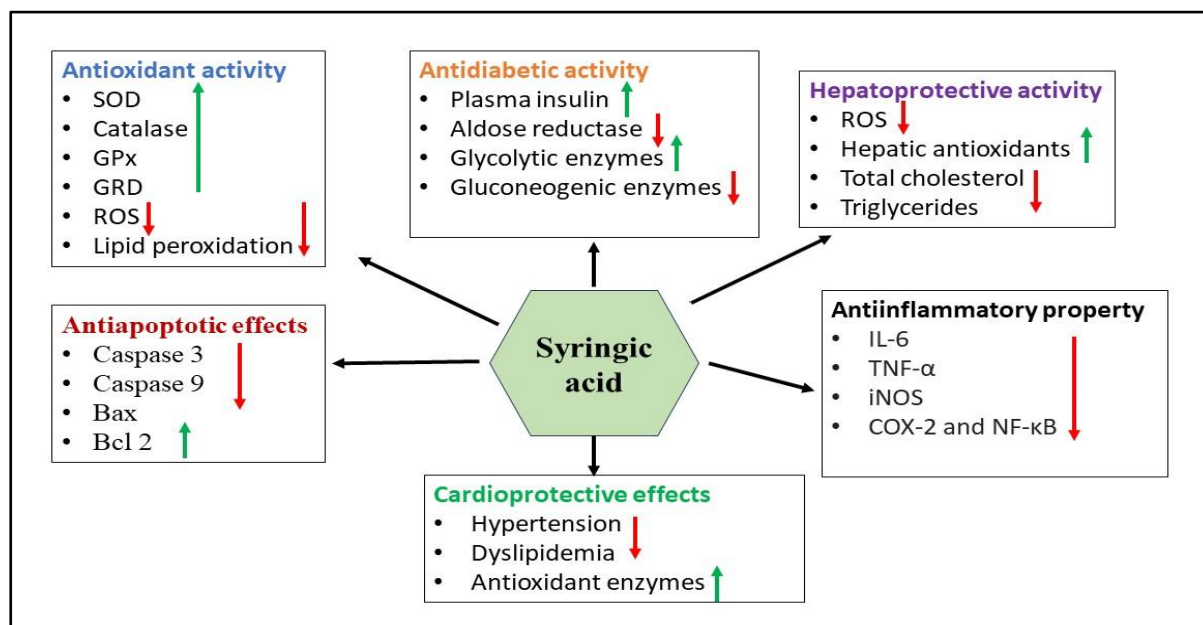 Antioxidant activity
• SOD
• Catalase
• GPx
• GRD
• ROS
• Lipid peroxidation
Antidiabetic activity
• Plasma insulin
• Aldose reductase
• Glycolytic enzymes
• Gluconeogenic enzymes
Hepatoprotective activity
• ROS
• Hepatic antioxidants
• Total cholesterol
• Triglycerides
Antiapoptotic effects
• Caspase 3
• Caspase 9
• Bax
• Bcl 2
Syringic
acid
Antiinflammatory property
• IL-6
• TNF-α
• iNOS
• COX-2 and NF-κB
Cardioprotective effects
• Hypertension
• Dyslipidemia
• Antioxidant enzymes